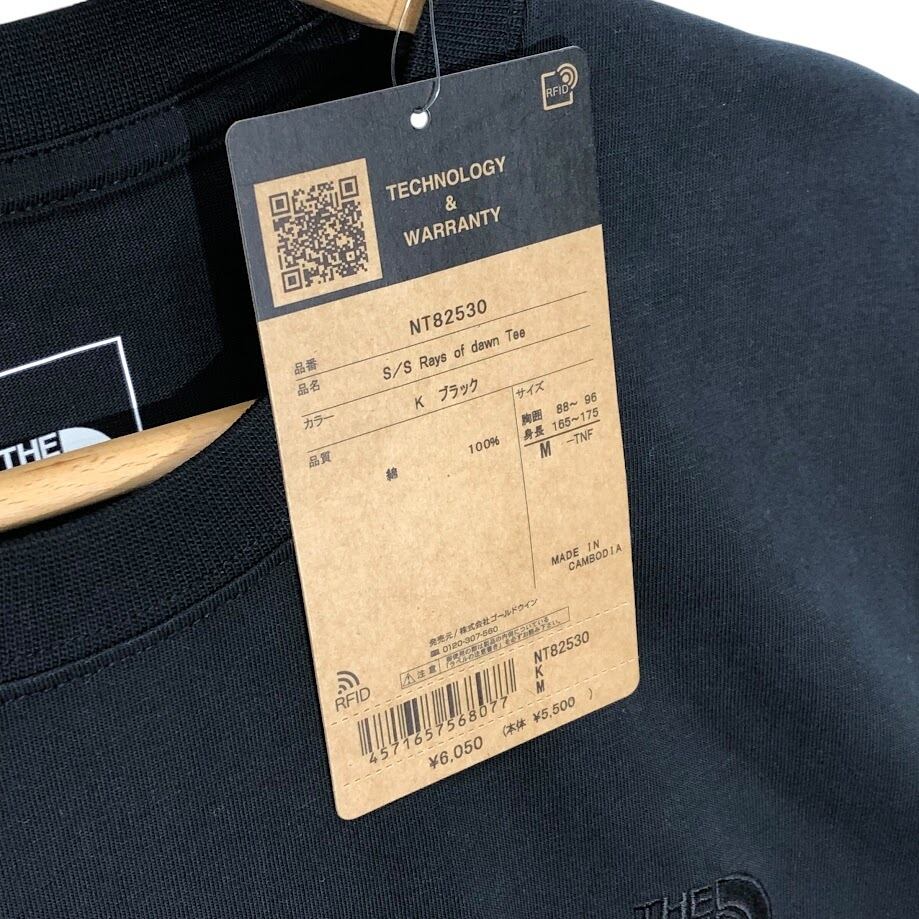 RFID
TECHNOLOGY
&
WARRANTY
品番 NT82530
品名 S/S Rays of dawn Tee
カラー K ブラック
品質 綿 100%
サイズ
胸囲 88~ 96
身長 165~175
M -TNF
MADE IN
CAMBODIA
発売元/株式会社ゴールドウイン
0120-307-560
注意
RFID
NT82530
K
M
4571657568077
¥6,050 (本体 ¥5,500 )
THE
THE